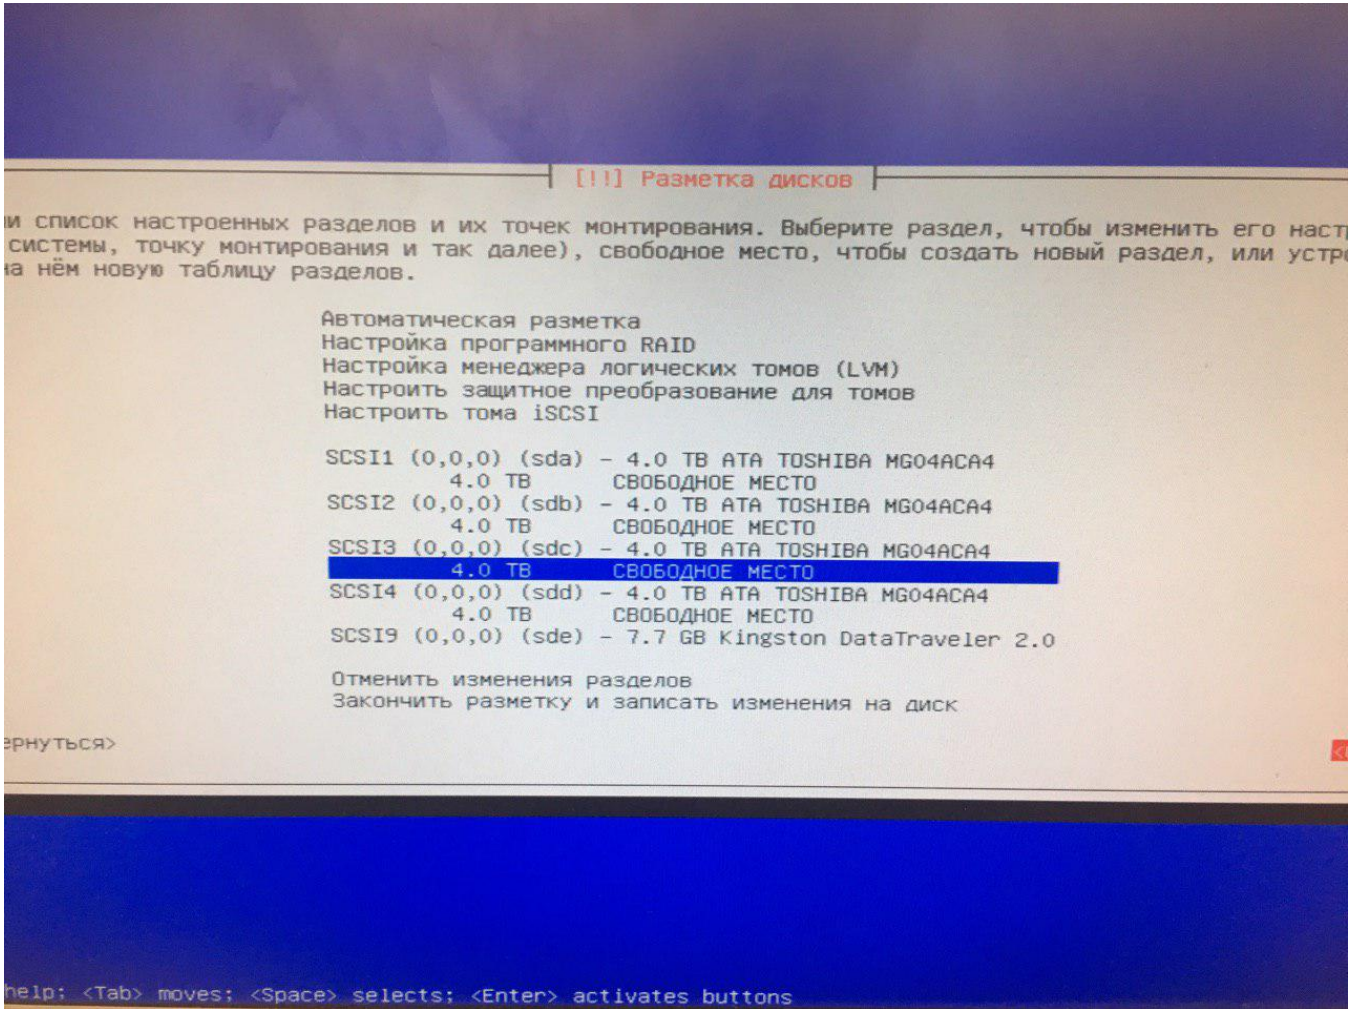 [!!] Разметка дисков
список настроенных разделов и их точек монтирования. Выберите раздел, чтобы изменить его
системы, точку монтирования и так далее), свободное место, чтобы создать новый раздел, или
на нём новую таблицу разделов.
Автоматическая разметка
Настройка программного RAID
Настройка менеджера логических томов (LVM)
Настроить защитное преобразование для томов
Настроить тома iSCSI
SCSI1 (0,0,0) (sda) – 4.0 TB ATA TOSHIBA MG04ACA4
4.0 TB СВОБОДНОЕ МЕСТО
SCSI2 (0,0,0) (sdb) – 4.0 TB ATA TOSHIBA MG04ACA4
4.0 TB СВОБОДНОЕ МЕСТО
SCSI3 (0,0,0) (sdc) – 4.0 TB ATA TOSHIBA MG04ACA4
4.0 TB СВОБОДНОЕ МЕСТО
SCSI4 (0,0,0) (sdd) – 4.0 TB ATA TOSHIBA MG04ACA4
4.0 TB СВОБОДНОЕ МЕСТО
SCSI9 (0,0,0) (sde) – 7.7 GB Kingston DataTraveler 2.0
Отменить изменения разделов
Закончить разметку и записать изменения на диск
ернуться>
help; <Tab> moves; <Space> selects; <Enter> activates buttons